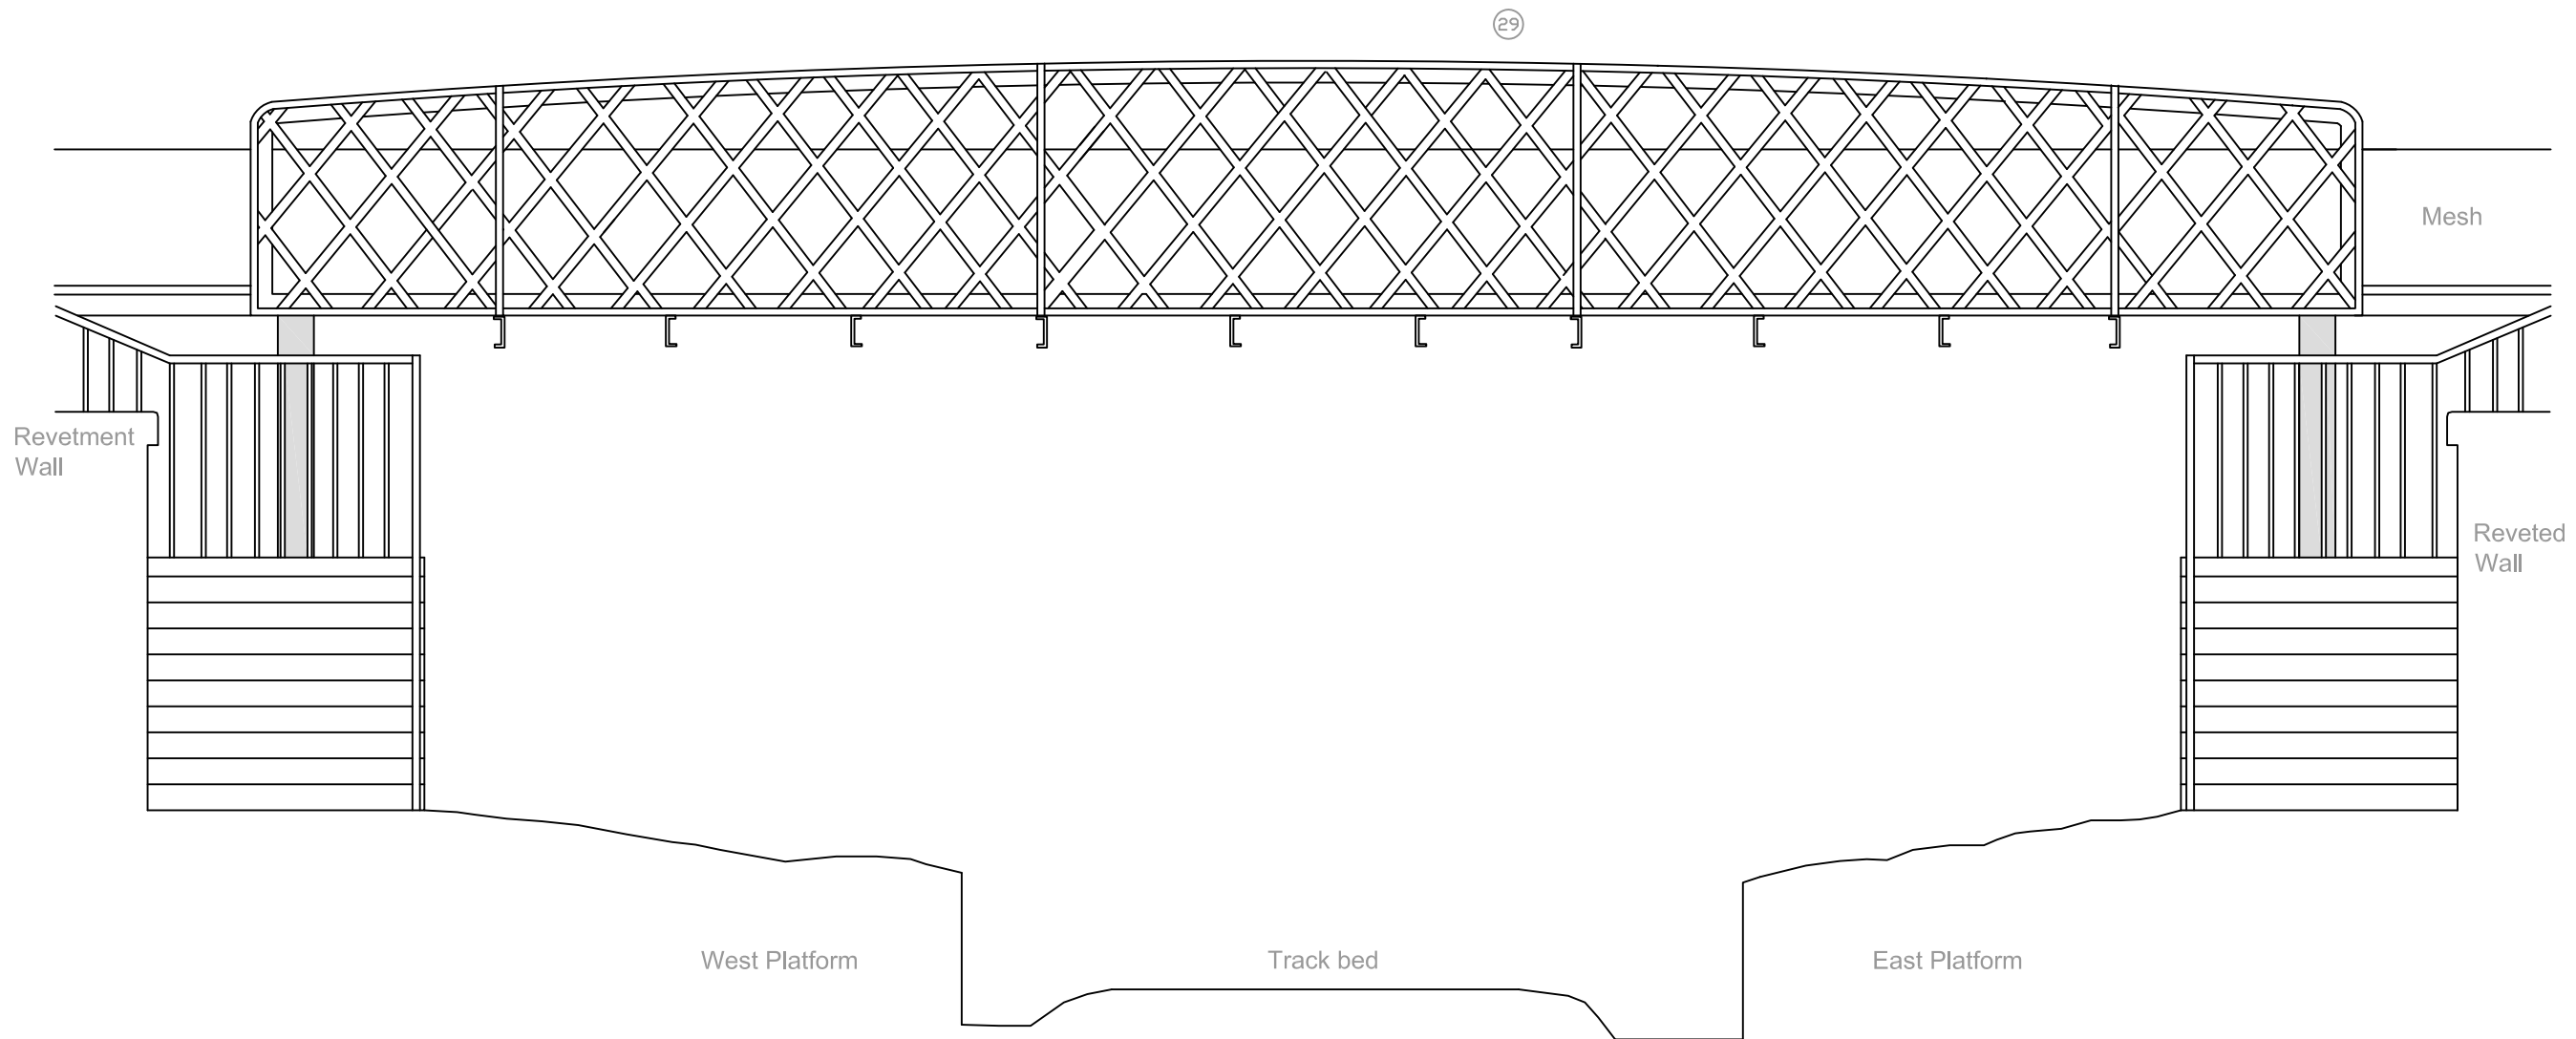 29
Mesh
Revetment
Wall
Reveted
Wall
West Platform
Track bed
East Platform